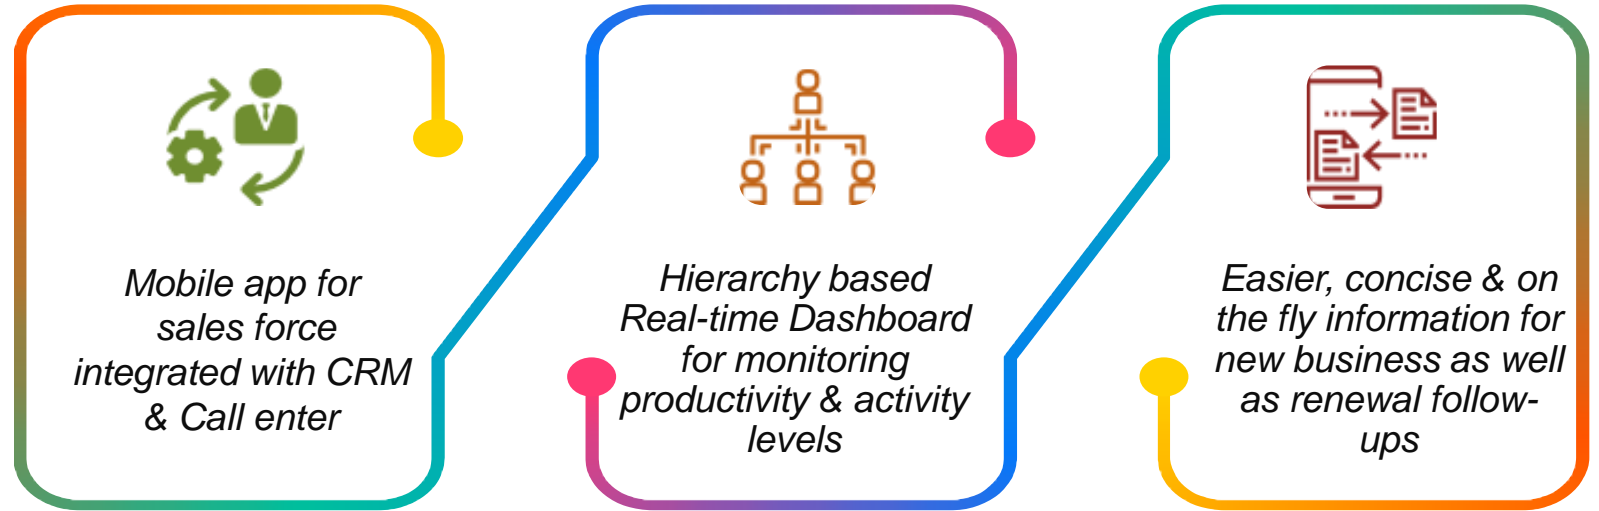 Mobile app for
sales force
integrated with CRM
& Call enter
Hierarchy based
Real-time Dashboard
for monitoring
productivity & activity
levels
Easier, concise & on
the fly information for
new business as well
as renewal follow-
ups